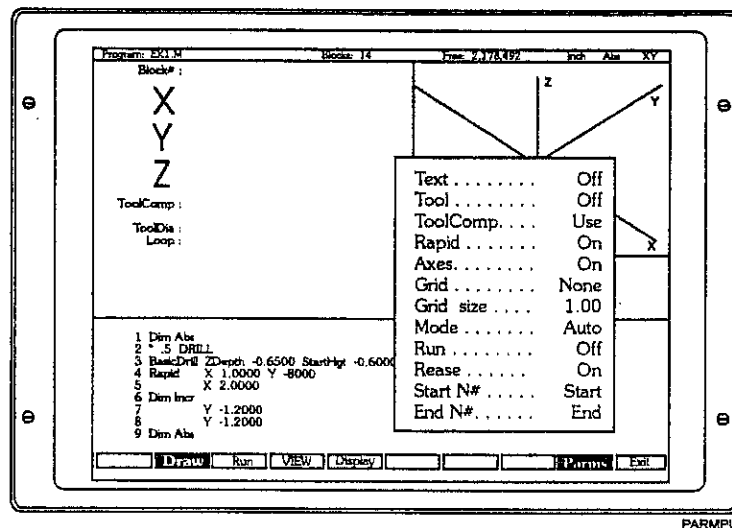 Program: EX1.M Blocks: 14 Free: 2,178,492 Inch Abs XY
Block# :
X
Y
Z
ToolComp :
ToolDia :
Loop :
Z
Y
X
Text . . . . . . . . Off
Tool . . . . . . . . Off
ToolComp. . . . Use
Rapid . . . . . . . On
Axes. . . . . . . . On
Grid . . . . . . . . None
Grid size . . . . 1.00
Mode . . . . . . . Auto
Run . . . . . . . . Off
Rease . . . . . . . On
Start N# . . . . . Start
End N# . . . . . . End
1 Dim Abs
2 * .5 DRILL
3 BasicDrill ZDepth -0.6500 StartHgt -0.6000
4 Rapid X 1.0000 Y -8000
5 X 2.0000
6 Dim Incr
7 Y -1.2000
8 Y -1.2000
9 Dim Abs
Draw Run VIEW Display Parms Exit